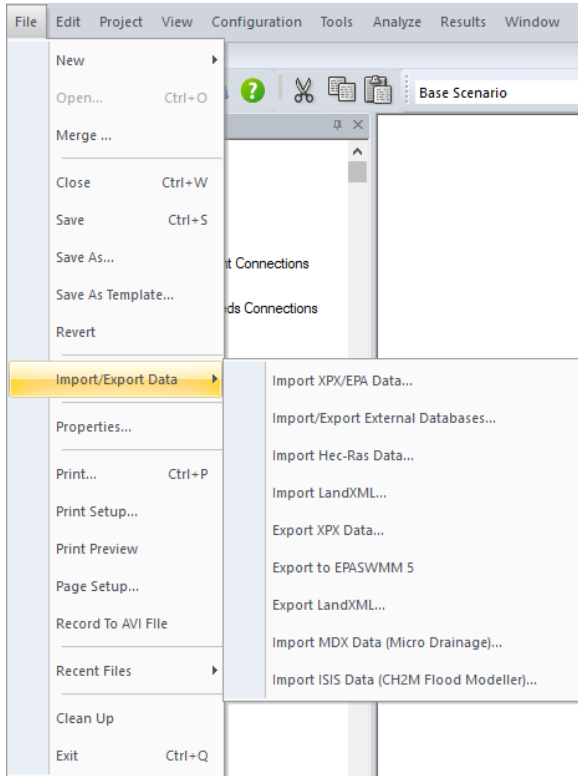 File Edit Project View Configuration Tools Analyze Results Window
New
Open... Ctrl+O
Base Scenario
Merge ...
Close Ctrl+W
Save Ctrl+S
Save As...
nt Connections
Save As Template...
eds Connections
Revert
Import/Export Data
Import XPX/EPA Data...
Import/Export External Databases...
Import Hec-Ras Data...
Import LandXML...
Export XPX Data...
Export to EPASWMM 5
Export LandXML...
Import MDX Data (Micro Drainage)...
Import ISIS Data (CH2M Flood Modeller)...
Properties...
Print... Ctrl+P
Print Setup...
Print Preview
Page Setup...
Record To AVI FIle
Recent Files
Clean Up
Exit Ctrl+Q